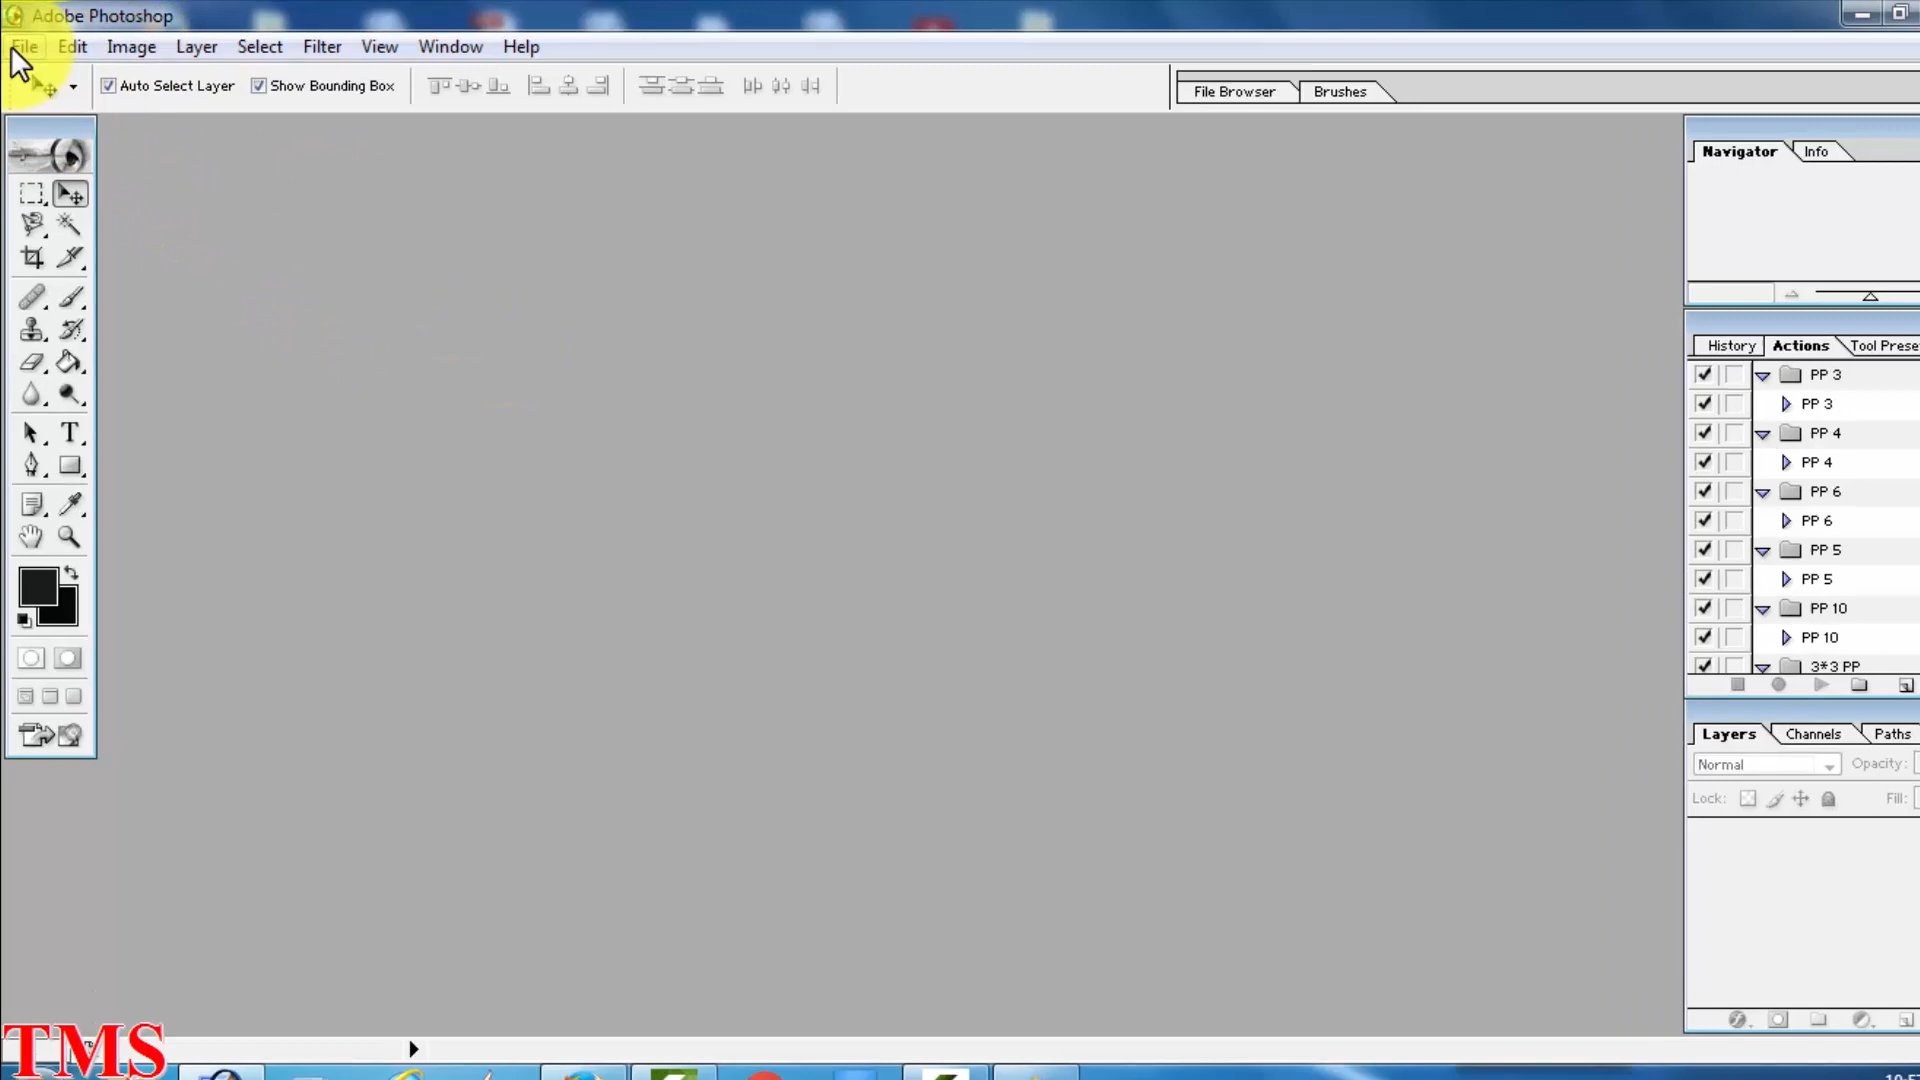 Adobe Photoshop
File Edit Image Layer Select Filter View Window Help
Auto Select Layer Show Bounding Box
File Browser Brushes
Navigator Info
History Actions Tool Prese
PP 3
PP 3
PP 4
PP 4
PP 6
PP 6
PP 5
PP 5
PP 10
PP 10
3*3 PP
Layers Channels Paths
Normal Opacity:
Lock: Fill:
TMS